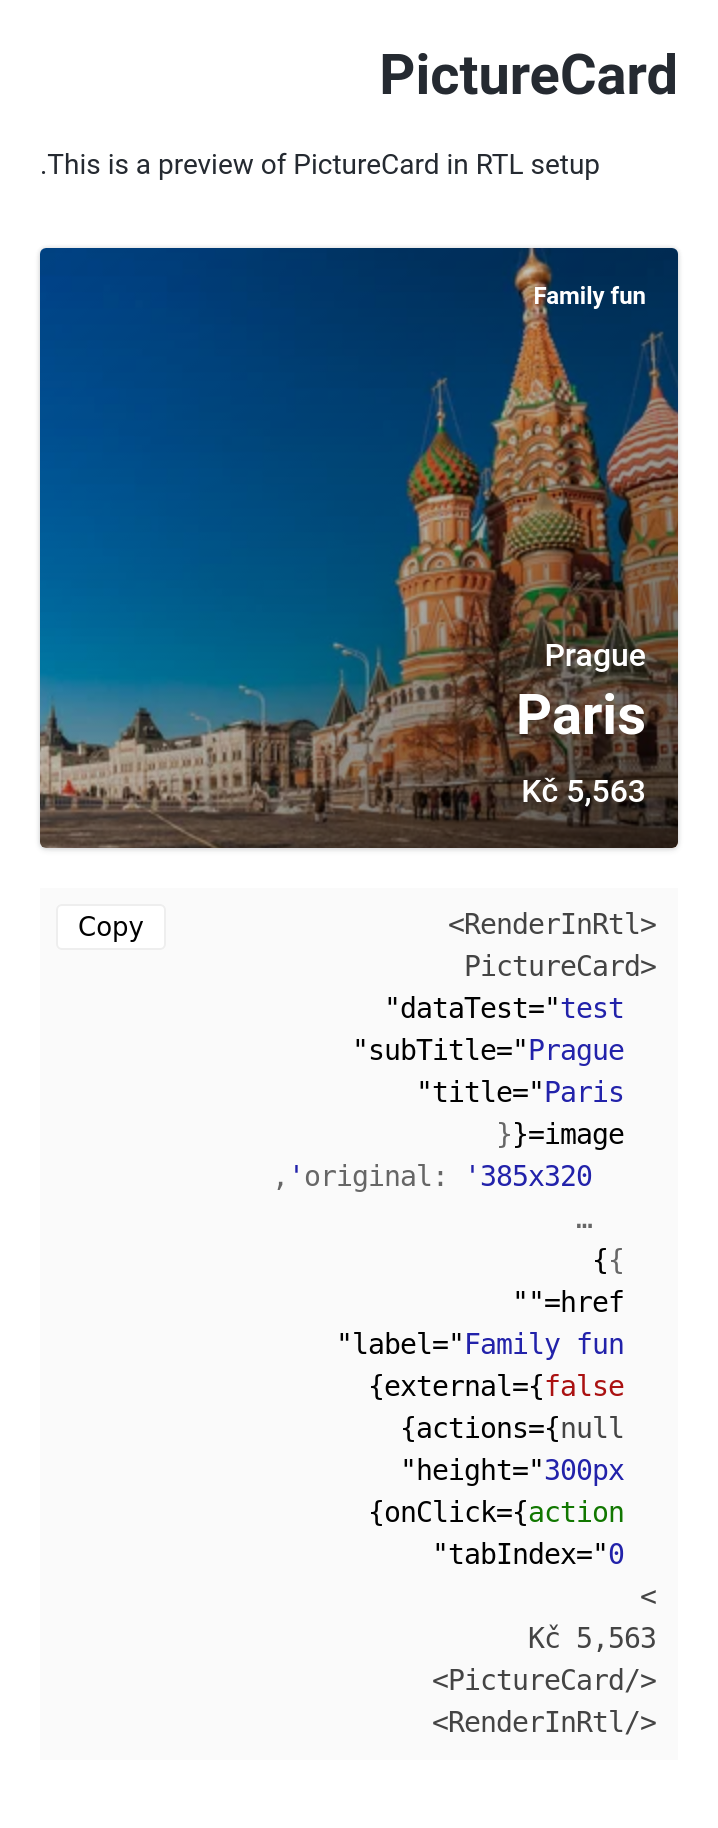 PictureCard
.This is a preview of PictureCard in RTL setup
Family fun
Prague
Paris
Kč 5,563
Copy
<RenderInRtl>
PictureCard>
"dataTest="test
"subTitle="Prague
"title="Paris
}}=image
,'original: '385x320
…
{{
""=href
"label="Family fun
{external={false
{actions={null
"height="300px
{onClick={action
"tabIndex="0
<
Kč 5,563
<PictureCard/>
<RenderInRtl/>